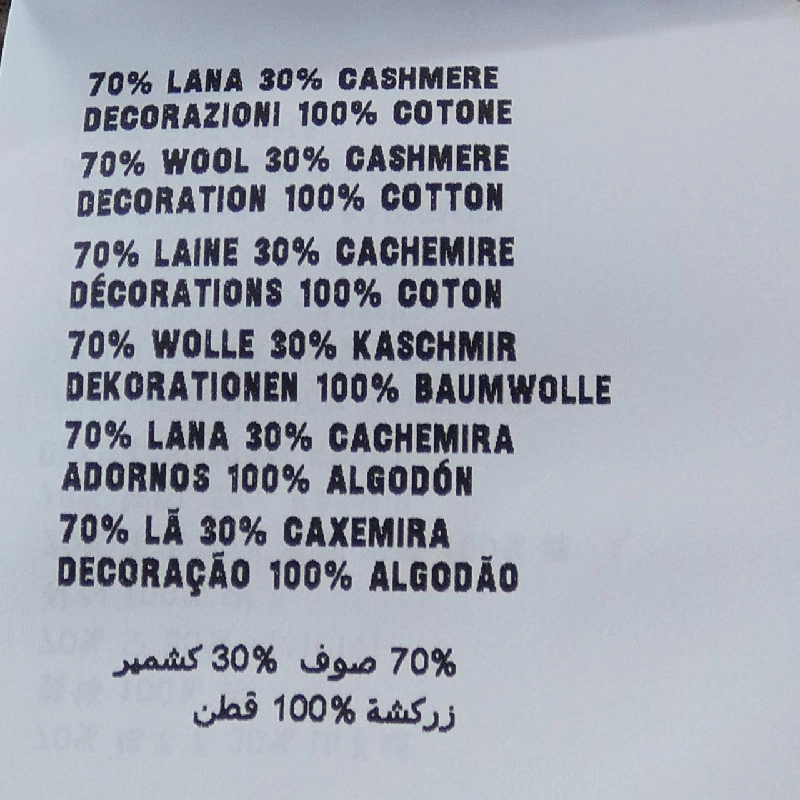 70% LANA 30% CASHMERE
DECORAZIONI 100% COTONE
70% WOOL 30% CASHMERE
DECORATION 100% COTTON
70% LAINE 30% CACHEMIRE
DÉCORATIONS 100% COTON
70% WOLLE 30% KASCHMIR
DEKORATIONEN 100% BAUMWOLLE
70% LANA 30% CACHEMIRA
ADORNOS 100% ALGODÓN
70% LÃ 30% CAXEMIRA
DECORAÇÃO 100% ALGODÃO
70% صوف 30% كشمير
زركشة 100% قطن